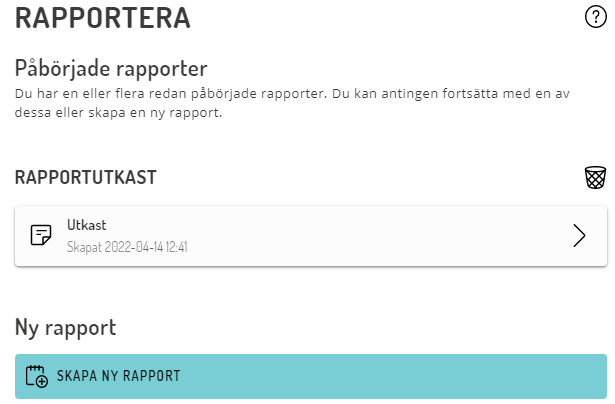 RAPPORTERA
Påbörjade rapporter
Du har en eller flera redan påbörjade rapporter. Du kan antingen fortsätta med en av
dessa eller skapa en ny rapport.
RAPPORTUTKAST
Utkast
Skapat 2022-04-14 12:41
Ny rapport
SKAPA NY RAPPORT